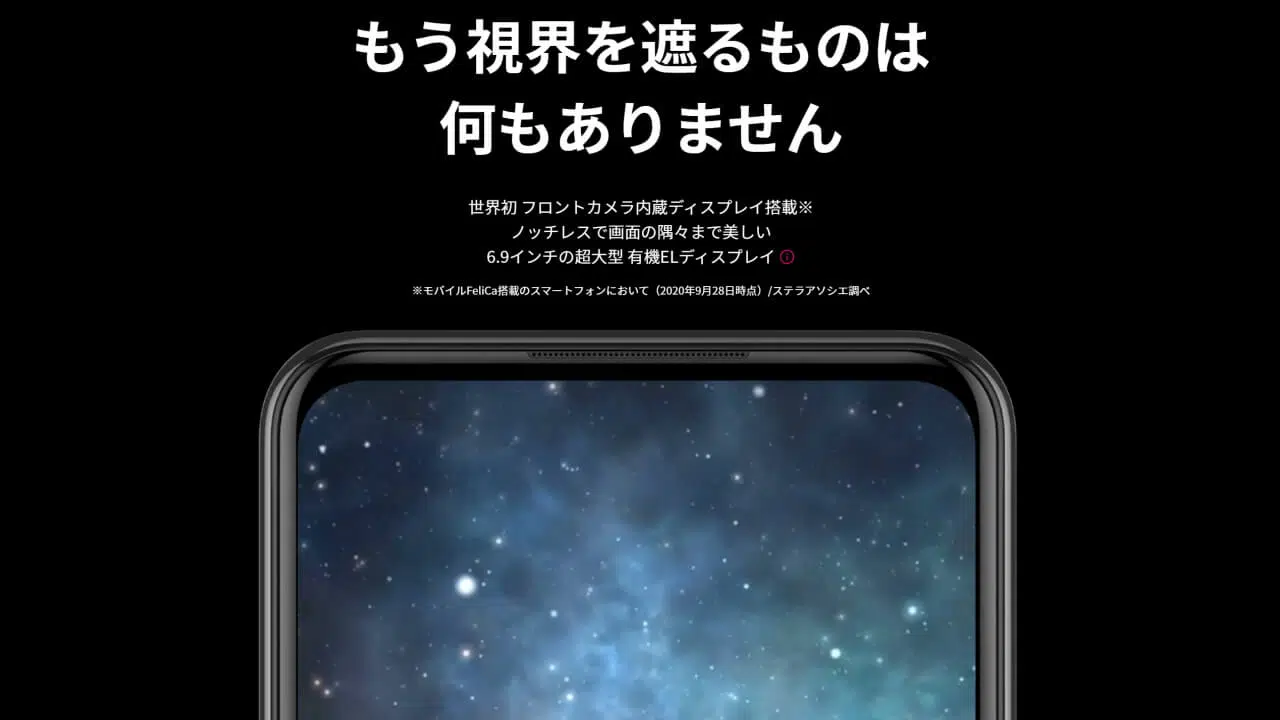 もう視界を遮るものは
何もありません
世界初 フロントカメラ内蔵ディスプレイ搭載※
ノッチレスで画面の隅々まで美しい
6.9インチの超大型 有機ELディスプレイ
※モバイルFeliCa搭載のスマートフォンにおいて（2020年9月28日時点）/ステラアソシエ調べ